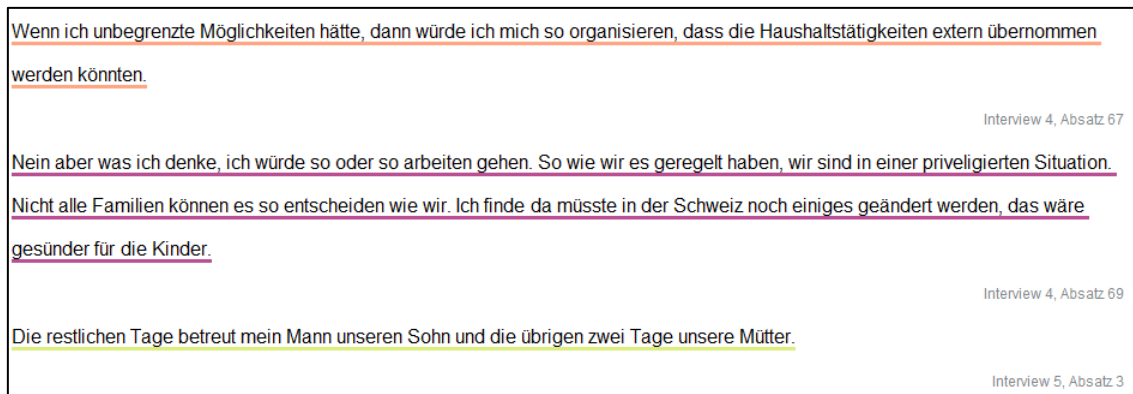 Wenn ich unbegrenzte Möglichkeiten hätte, dann würde ich mich so organisieren, dass die Haushaltstätigkeiten extern übernommen
werden könnten.
Interview 4, Absatz 67
Nein aber was ich denke, ich würde so oder so arbeiten gehen. So wie wir es geregelt haben, wir sind in einer priveligierten Situation.
Nicht alle Familien können es so entscheiden wie wir. Ich finde da müsste in der Schweiz noch einiges geändert werden, das wäre
gesünder für die Kinder.
Interview 4, Absatz 69
Die restlichen Tage betreut mein Mann unseren Sohn und die übrigen zwei Tage unsere Mütter.
Interview 5, Absatz 3